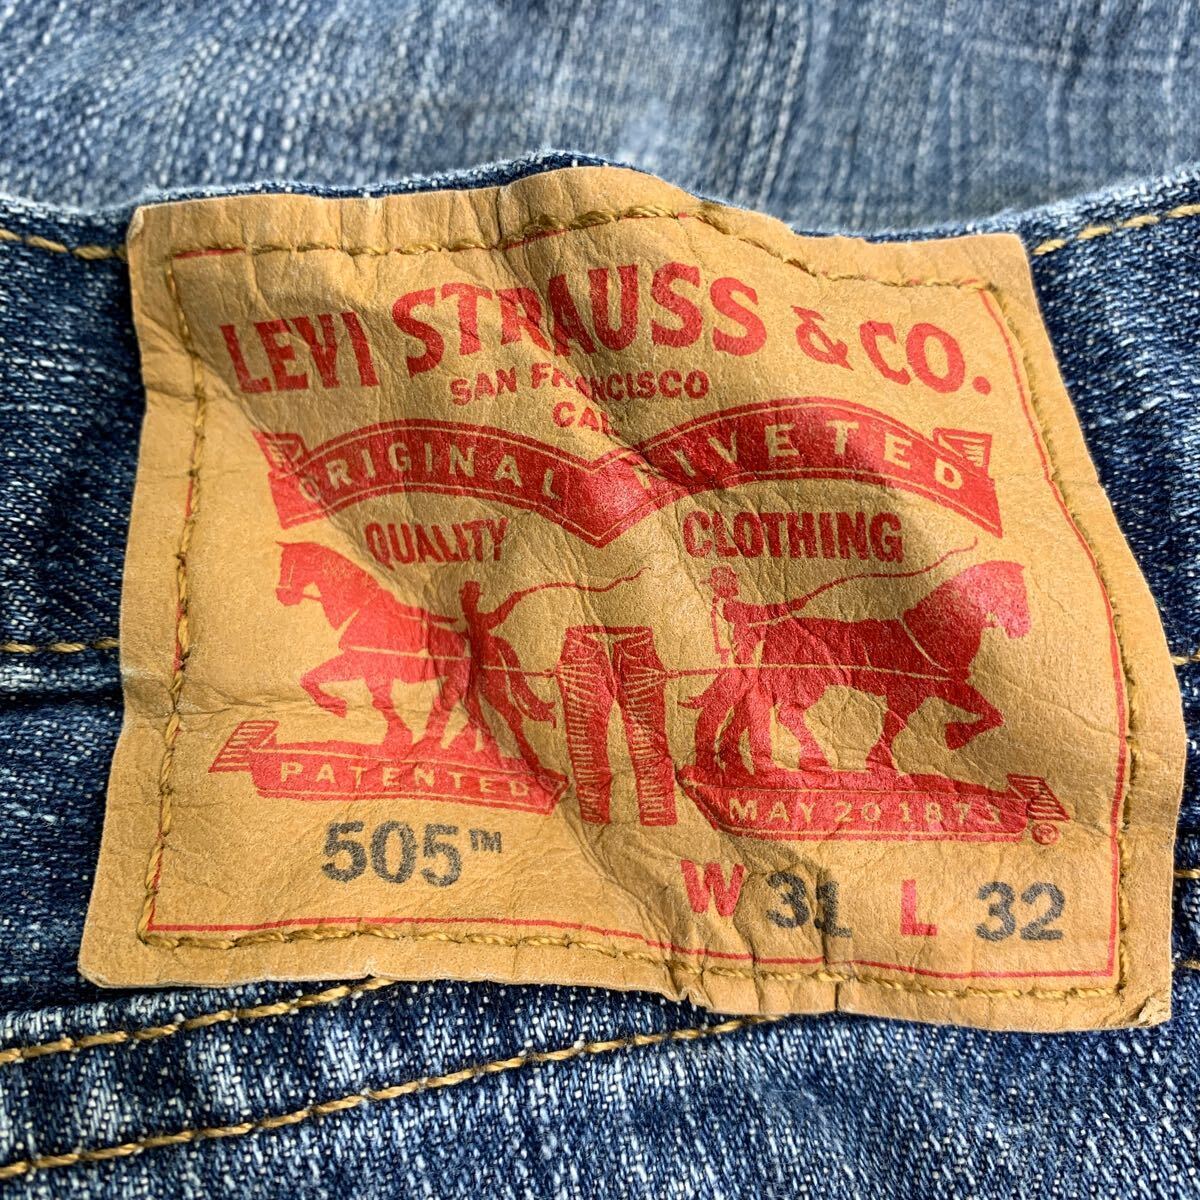 LEVI STRAUSS & CO.
SAN FRANCISCO
CAL
ORIGINAL RIVETED
QUALITY CLOTHING
PATENTED MAY 20 1873 ®
505™ W 31 L 32